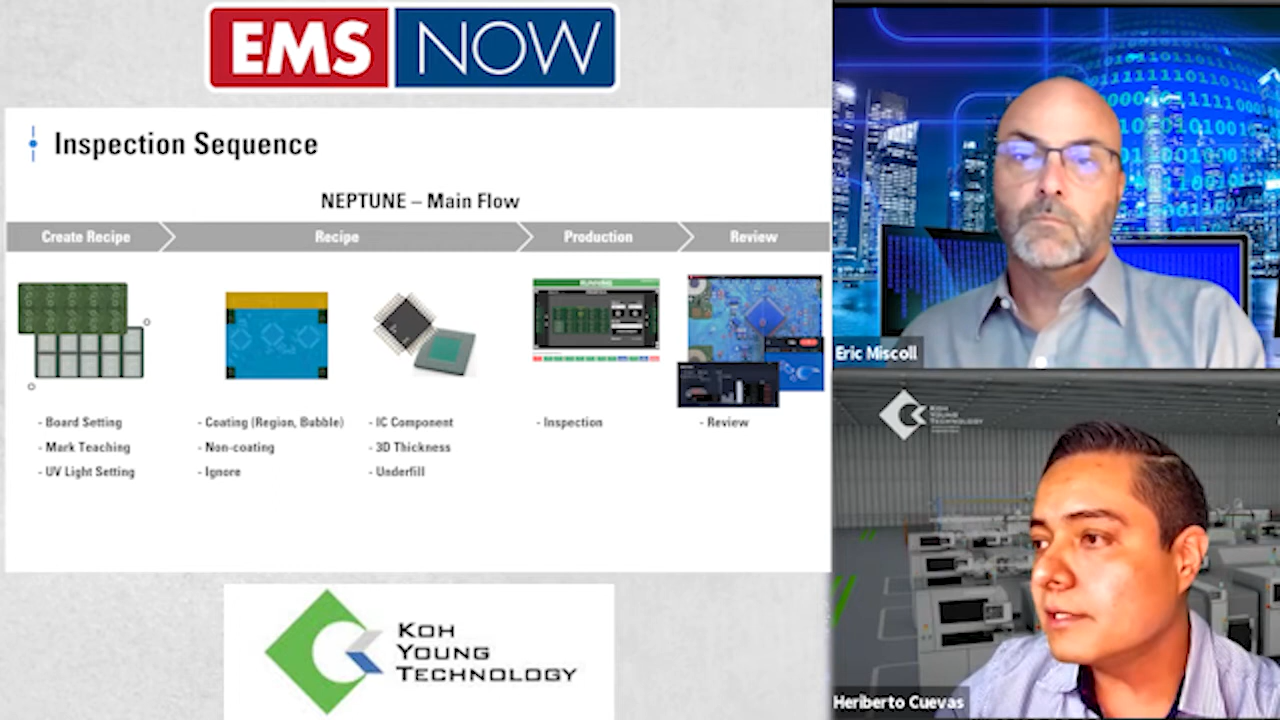 EMS NOW
Inspection Sequence
NEPTUNE – Main Flow
Create Recipe
Recipe
Production
Review
RUNNING
- Board Setting
- Mark Teaching
- UV Light Setting
- Coating (Region, Bubble)
- Non-coating
- Ignore
- IC Component
- 3D Thickness
- Underfill
- Inspection
- Review
KOH
YOUNG
TECHNOLOGY
Eric Miscoll
KOH
YOUNG
TECHNOLOGY
Heriberto Cuevas